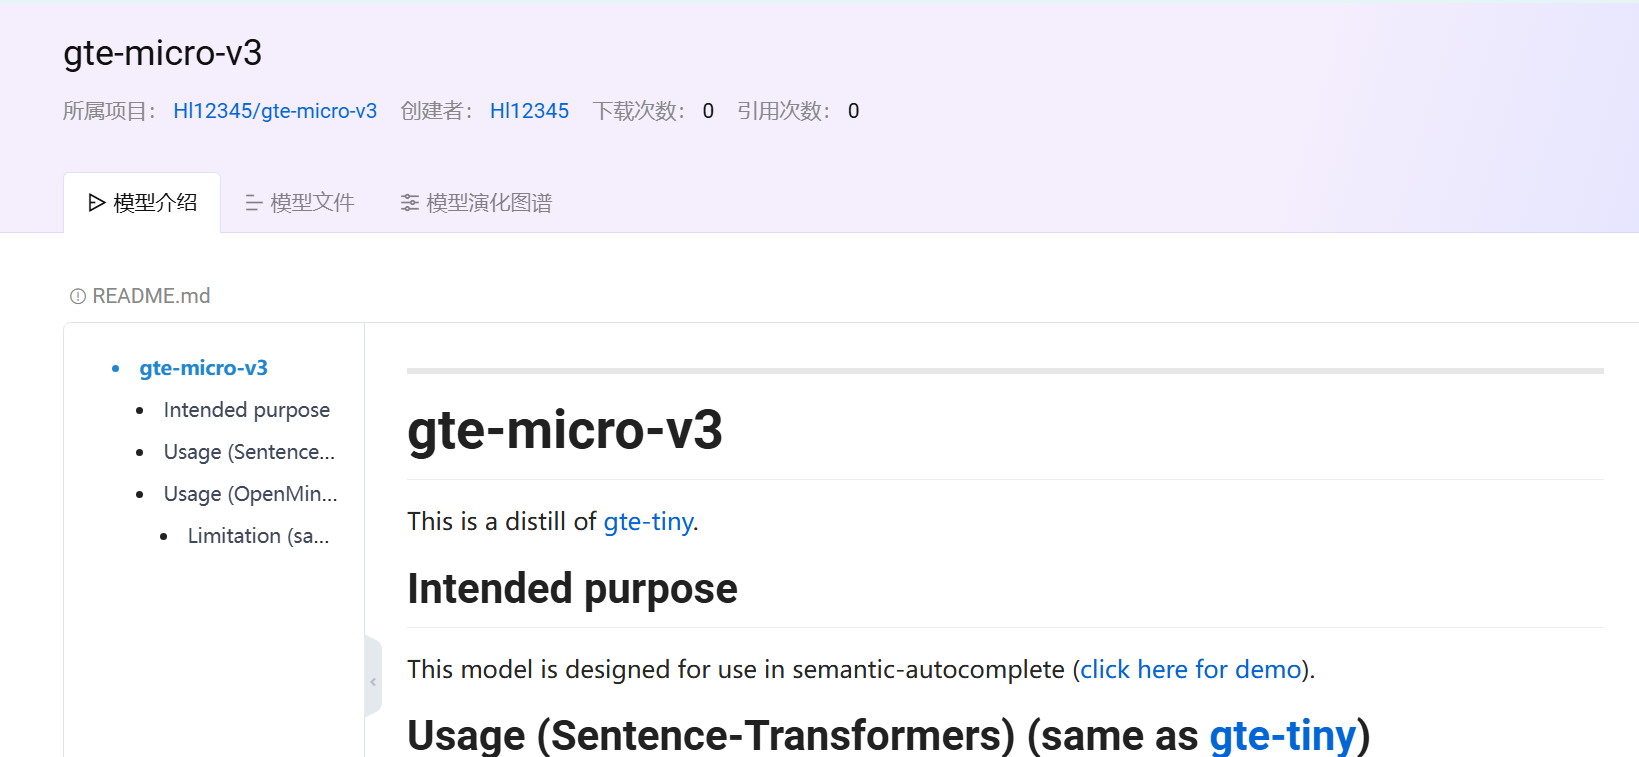 gte-micro-v3
所属项目： Hl12345/gte-micro-v3 创建者： Hl12345 下载次数： 0 引用次数： 0
模型介绍 模型文件 模型演化图谱
README.md
gte-micro-v3
Intended purpose
Usage (Sentence...
Usage (OpenMin...
Limitation (sa...
gte-micro-v3
This is a distill of gte-tiny.
Intended purpose
This model is designed for use in semantic-autocomplete (click here for demo).
Usage (Sentence-Transformers) (same as gte-tiny)